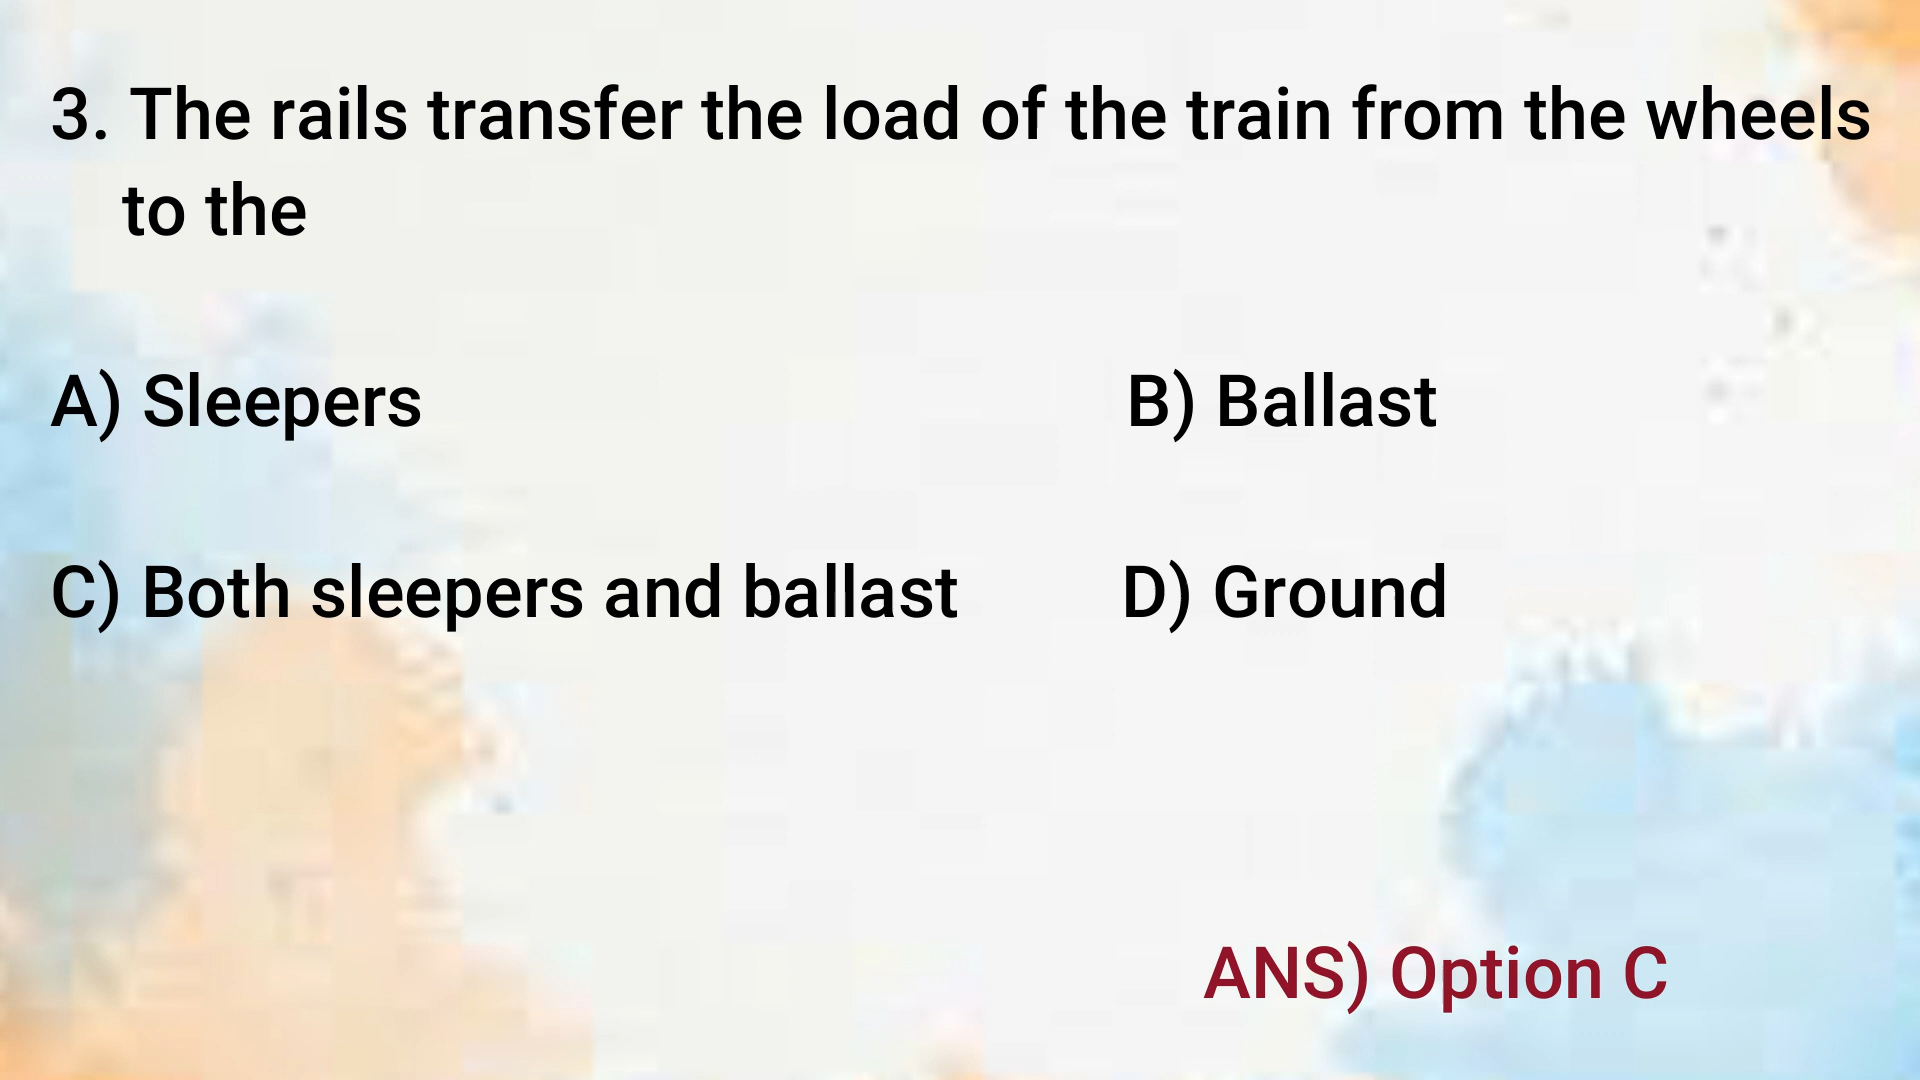 3. The rails transfer the load of the train from the wheels
to the
A) Sleepers B) Ballast
C) Both sleepers and ballast D) Ground
ANS) Option C